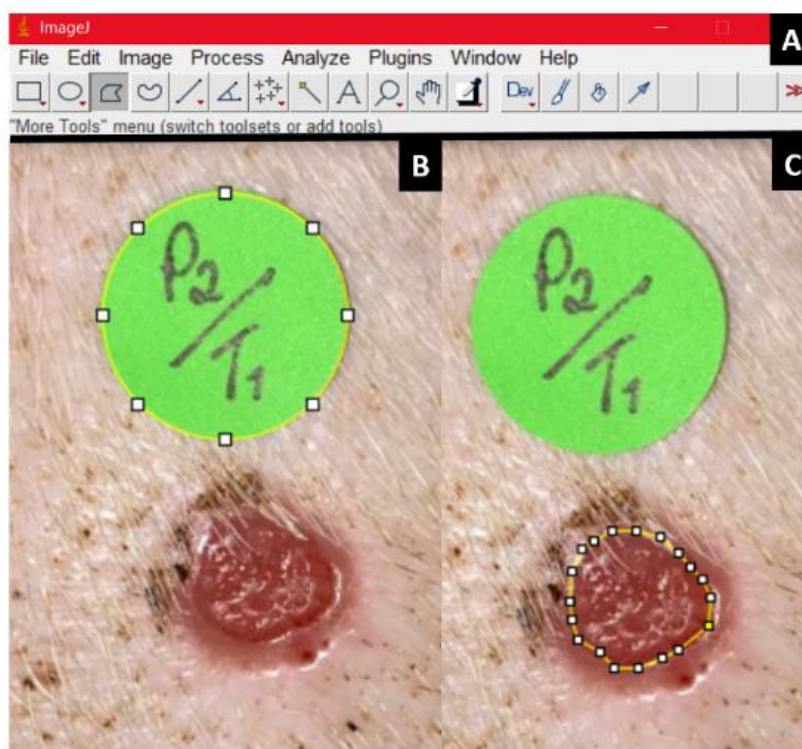 ImageJ
A
File Edit Image Process Analyze Plugins Window Help
A Dev
"More Tools" menu (switch toolsets or add tools)
B
C
P2/T1
P2/T1